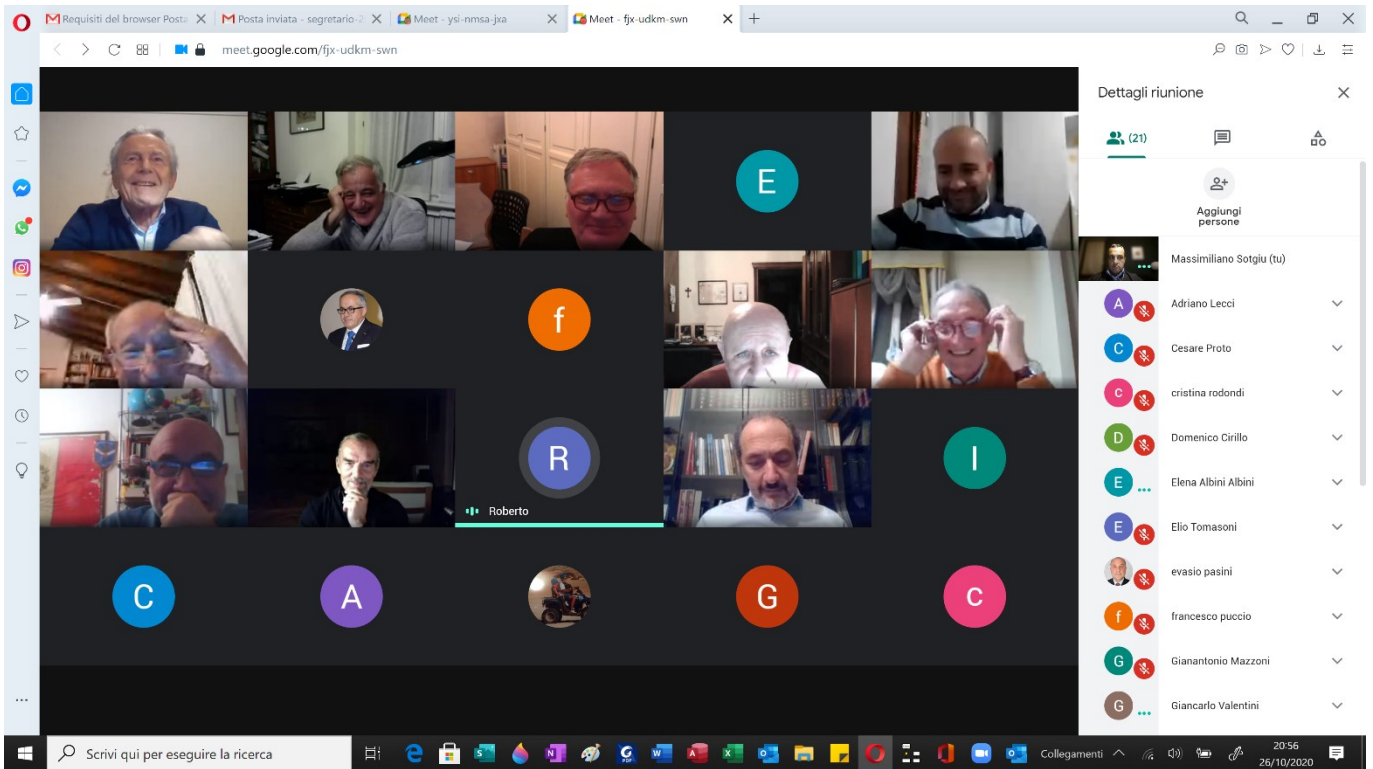 Requisiti del browser Posta
Posta inviata - segretario-2
Meet - ysi-nmsa-jxa
Meet - fjx-udkm-swn
meet.google.com/fjx-udkm-swn
Dettagli riunione
(21)
Aggiungi
persone
Massimiliano Sotgiu (tu)
A Adriano Lecci
C Cesare Proto
c cristina rodondi
D Domenico Cirillo
E Elena Albini Albini
E Elio Tomasoni
evasio pasini
f francesco puccio
G Gianantonio Mazzoni
G Giancarlo Valentini
E
f
R
I
Roberto
C
A
G
c
Scrivi qui per eseguire la ricerca
Collegamenti
20:56
26/10/2020